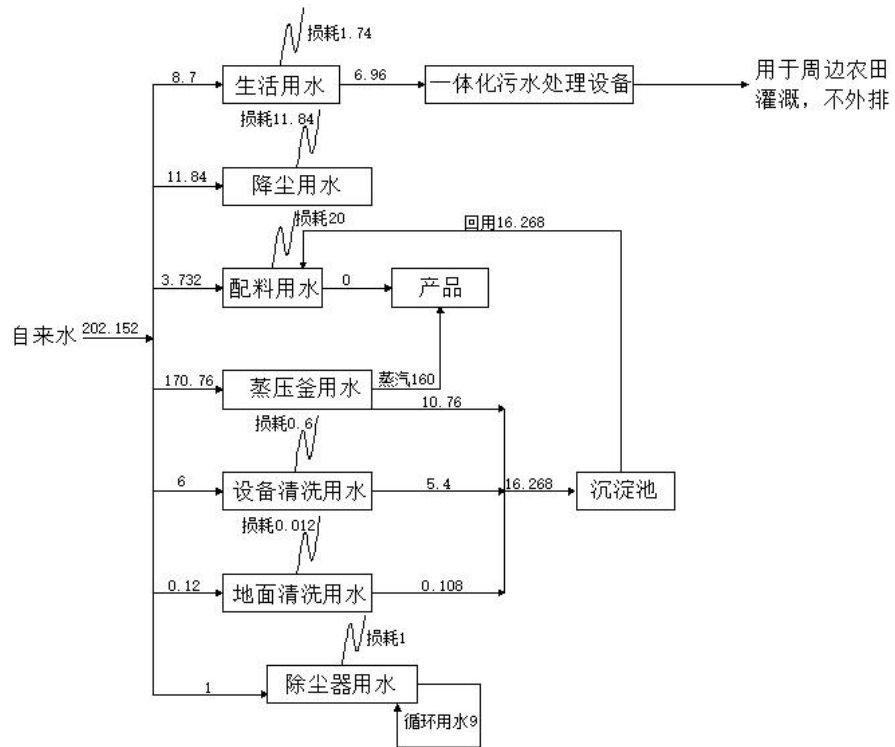 损耗1.74
8.7
生活用水
6.96
一体化污水处理设备
用于周边农田
灌溉，不外排
损耗11.84
11.84
降尘用水
损耗20
回用16.268
3.732
配料用水
0
产品
自来水
202.152
170.76
蒸压釜用水
蒸汽160
10.76
损耗0.6
6
设备清洗用水
5.4
16.268
沉淀池
损耗0.012
0.12
地面清洗用水
0.108
损耗1
1
除尘器用水
循环用水9